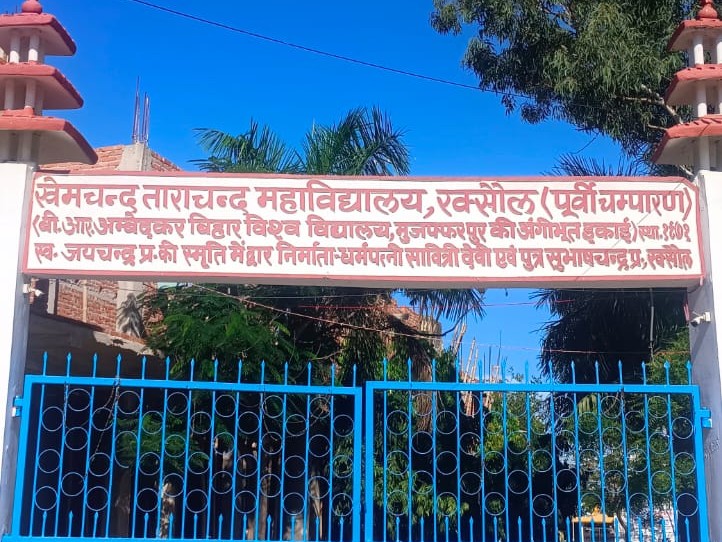 खेमचन्द ताराचन्द महाविद्यालय, रक्सौल (पूर्वी चम्पारण)
(बी.आर.अम्बेदकर बिहार विश्व विद्यालय, मुजफ्फरपुर की अंगीभूत इकाई) स्था.
स्व. जयचन्द्र प्र. की स्मृति में द्वार निर्माता-धर्मपत्नी सावित्री देवी एवं पुत्र सुभाषचन्द्र प्र., रक्सौल